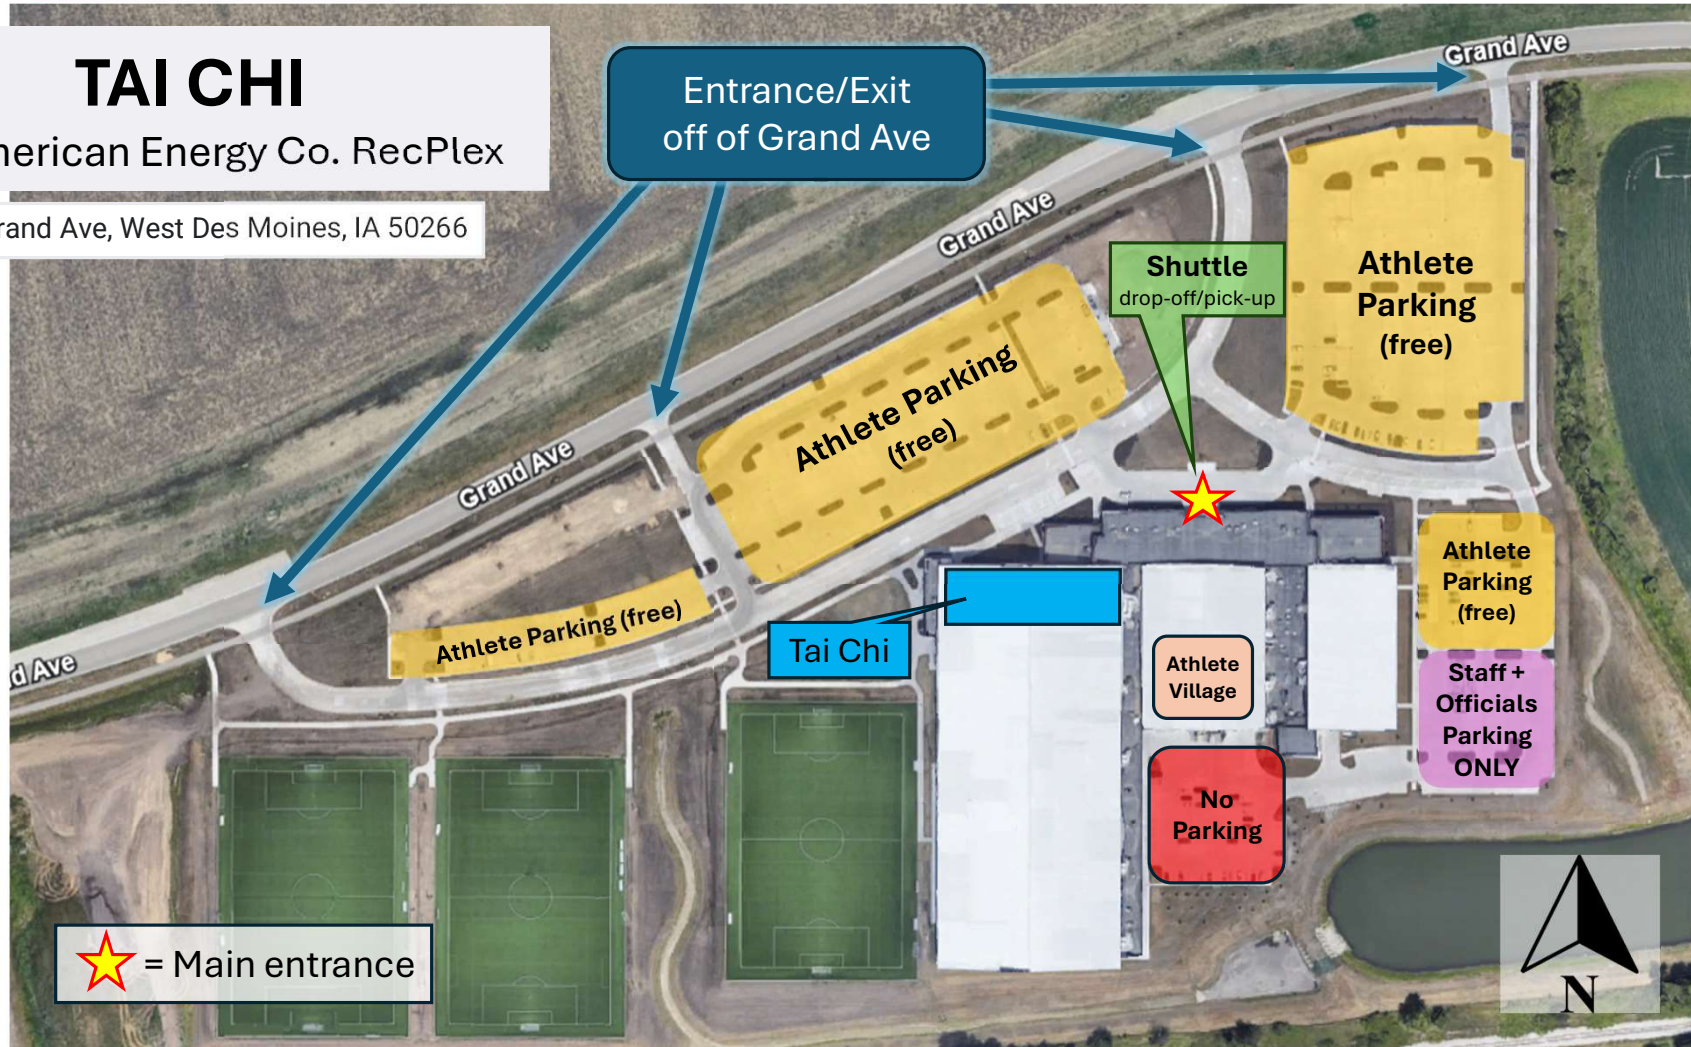 TAI CHI
merican Energy Co. RecPlex
rand Ave, West Des Moines, IA 50266
Entrance/Exit
off of Grand Ave
Grand Ave
Grand Ave
Grand Ave
d Ave
Shuttle
drop-off/pick-up
Athlete
Parking
(free)
Athlete Parking
(free)
Athlete Parking (free)
Athlete
Parking
(free)
Tai Chi
Athlete
Village
Staff +
Officials
Parking
ONLY
No
Parking
= Main entrance
N